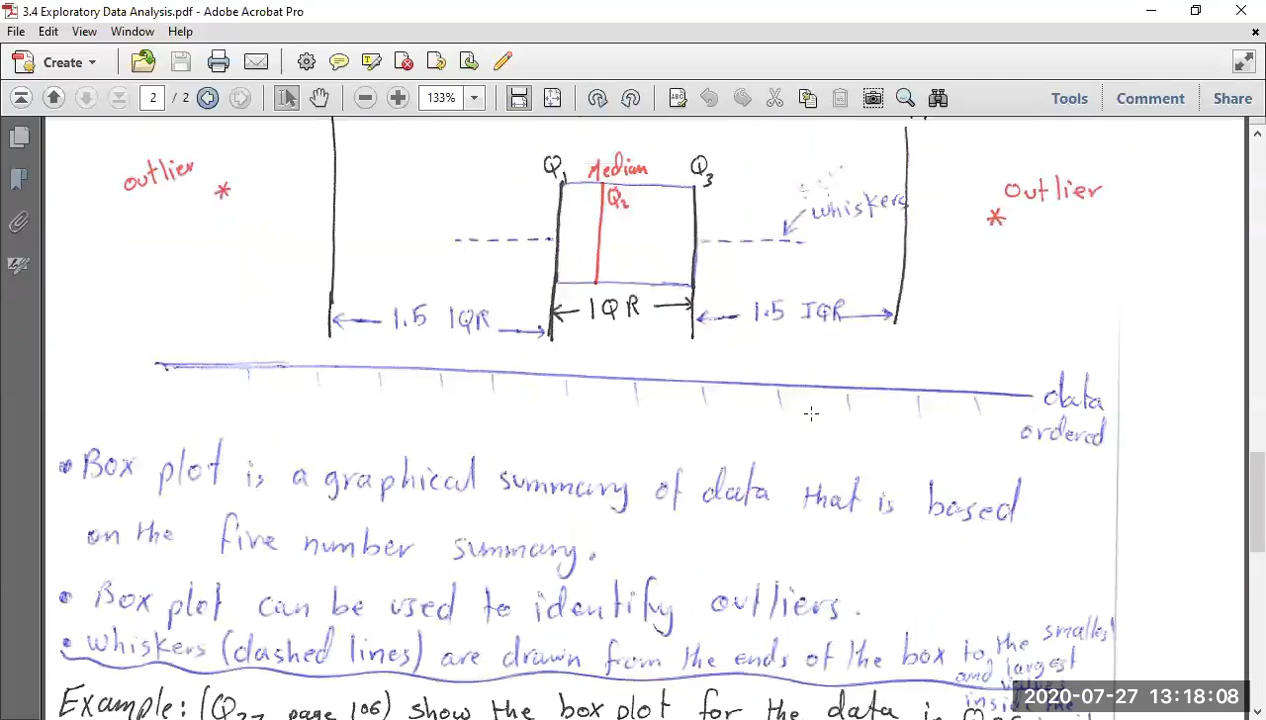 3.4 Exploratory Data Analysis.pdf - Adobe Acrobat Pro
File Edit View Window Help
Create
2 / 2 133% Tools Comment Share
outlier
Q1 Median Q3
Q2
whiskers
outlier
1.5 IQR IQR 1.5 IQR
data
ordered
• Box plot is a graphical summary of data that is based
on the five number summary.
• Box plot can be used to identify outliers.
• whiskers (dashed lines) are drawn from the ends of the box to the smallest
and largest
values
inside the
Example: (Q27 page 106) show the box plot for the data in
2020-07-27 13:18:08